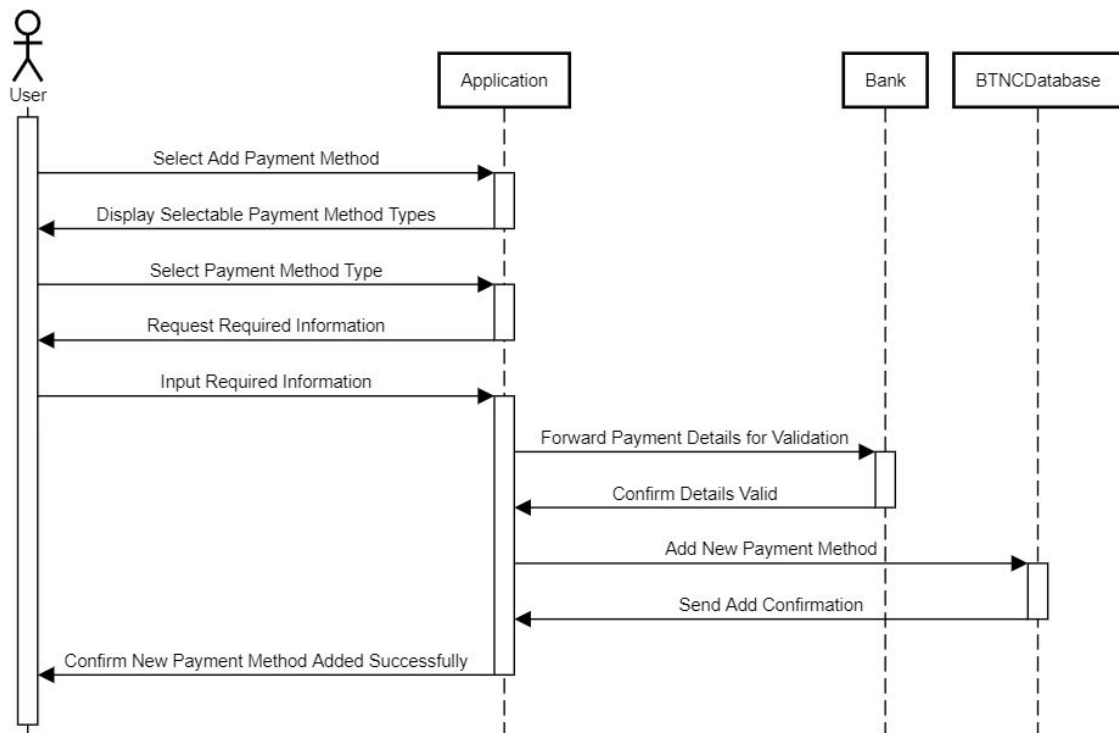 User
Application
Bank
BTNCDatabase
Select Add Payment Method
Display Selectable Payment Method Types
Select Payment Method Type
Request Required Information
Input Required Information
Forward Payment Details for Validation
Confirm Details Valid
Add New Payment Method
Send Add Confirmation
Confirm New Payment Method Added Successfully